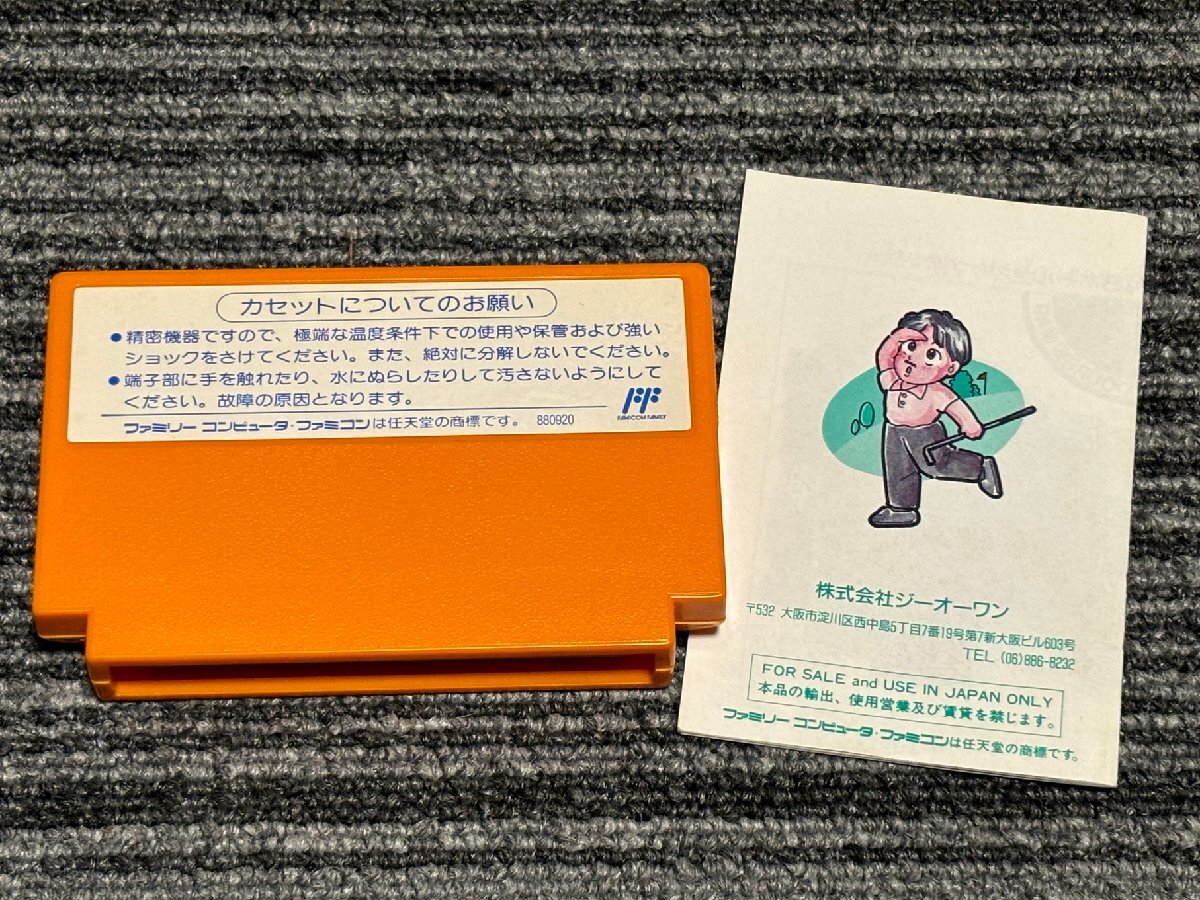 カセットについてのお願い
●精密機器ですので、極端な温度条件下での使用や保管および強い
ショックをさけてください。また、絶対に分解しないでください。
●端子部に手を触れたり、水にぬらしたりして汚さないようにして
ください。故障の原因となります。
FAMICOM FAMILY
ファミリー コンピュータ・ファミコンは任天堂の商標です。 880920
株式会社ジーオーワン
〒532 大阪市淀川区西中島5丁目7番19号第7新大阪ビル603号
TEL (06)886-8232
FOR SALE and USE IN JAPAN ONLY
本品の輸出、使用営業及び賃貸を禁じます。
ファミリー コンピュータ・ファミコンは任天堂の商標です。